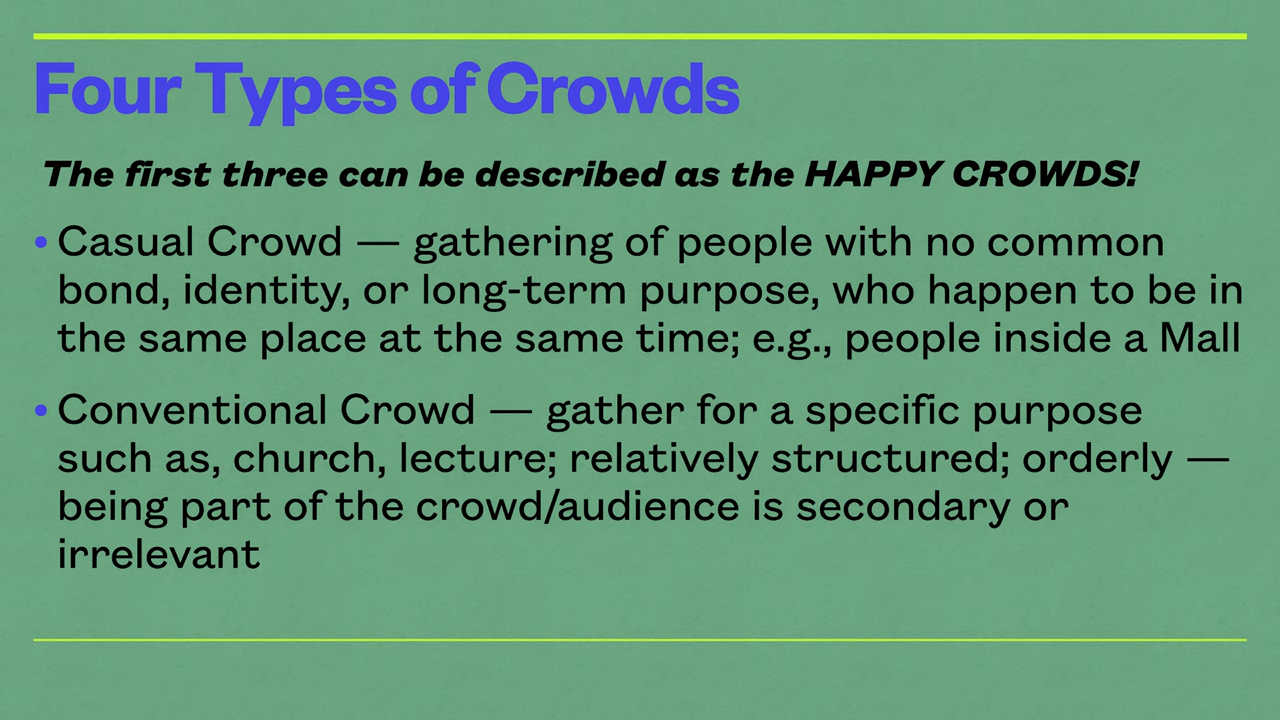 Four Types of Crowds
The first three can be described as the HAPPY CROWDS!
• Casual Crowd — gathering of people with no common
bond, identity, or long-term purpose, who happen to be in
the same place at the same time; e.g., people inside a Mall
• Conventional Crowd — gather for a specific purpose
such as, church, lecture; relatively structured; orderly —
being part of the crowd/audience is secondary or
irrelevant